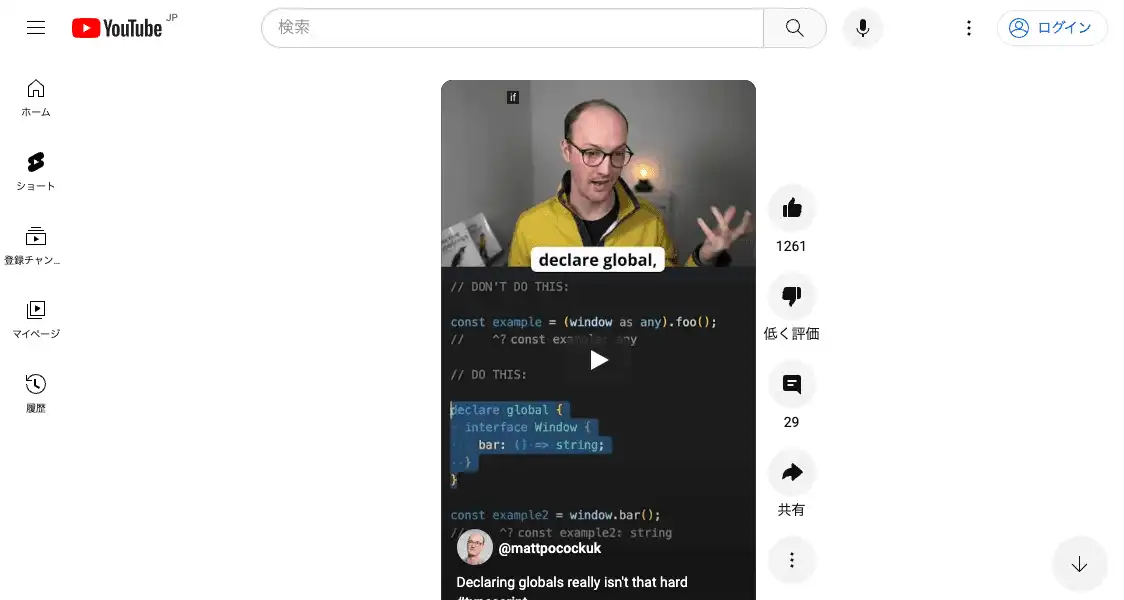 YouTube JP
検索
ログイン
ホーム
ショート
登録チャン...
マイページ
履歴
if
declare global,
// DON'T DO THIS:
const example = (window as any).foo();
// ^? const example: any
// DO THIS:
declare global {
interface Window {
bar: () => string;
}
}
const example2 = window.bar();
// ^? const example2: string
@mattpocockuk
Declaring globals really isn't that hard
#typescript
1261
低く評価
29
共有